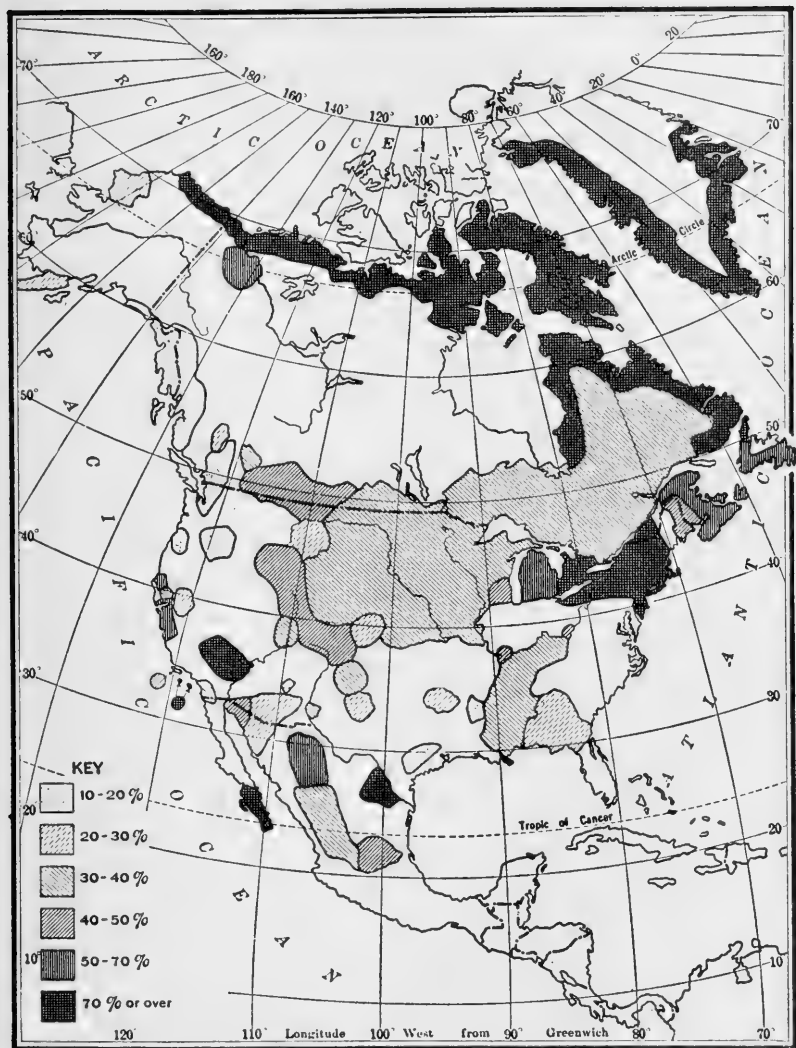 160° 180° 160° 140° 120° 100° 80° 60° 40° 20° 0° 20
70°
ARCTIC OCEAN
70°
Arctic Circle
60
60
50°
50
40°
40
30°
30
20°
20
10°
10
PACIFIC OCEAN
ATLANTIC OCEAN
Tropic of Cancer
KEY
10-20 %
20-30 %
30-40 %
40-50 %
50-70 %
70 % or over
120° 110° Longitude 100° West from 90° Greenwich 80° 70°